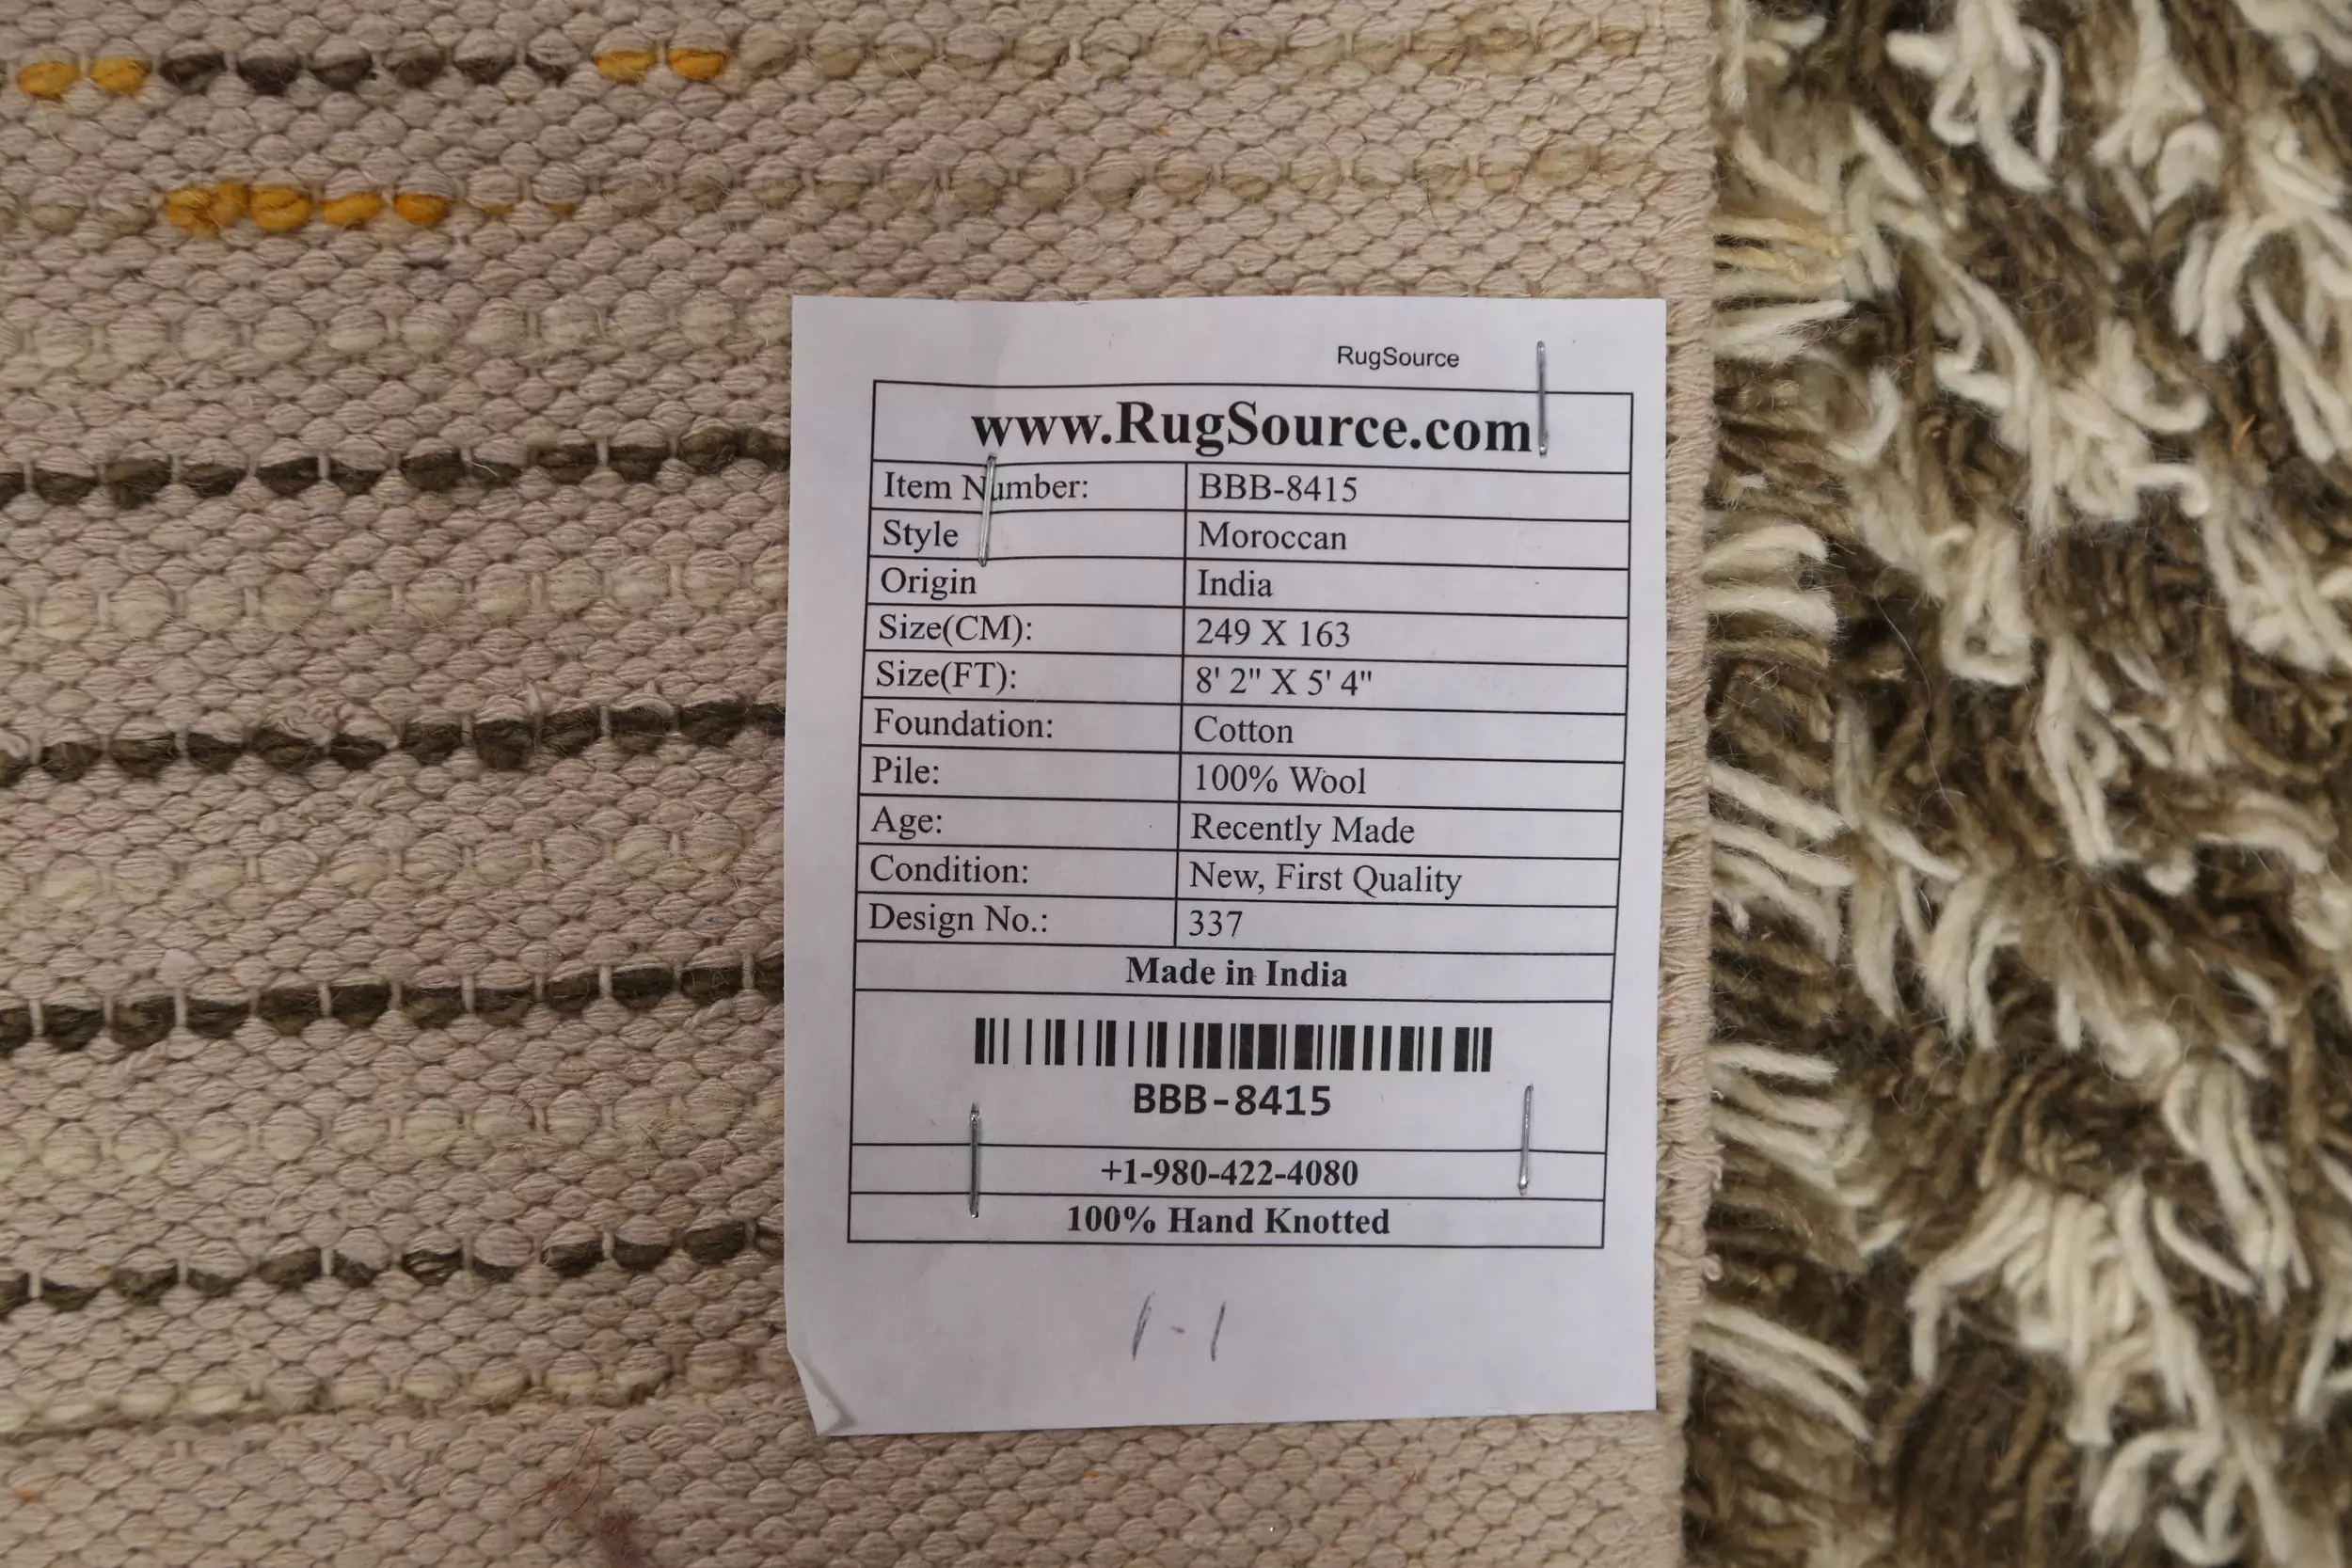 RugSource
www.RugSource.com
Item Number: BBB-8415
Style Moroccan
Origin India
Size(CM): 249 X 163
Size(FT): 8' 2" X 5' 4"
Foundation: Cotton
Pile: 100% Wool
Age: Recently Made
Condition: New, First Quality
Design No.: 337
Made in India
BBB-8415
+1-980-422-4080
100% Hand Knotted
1-1